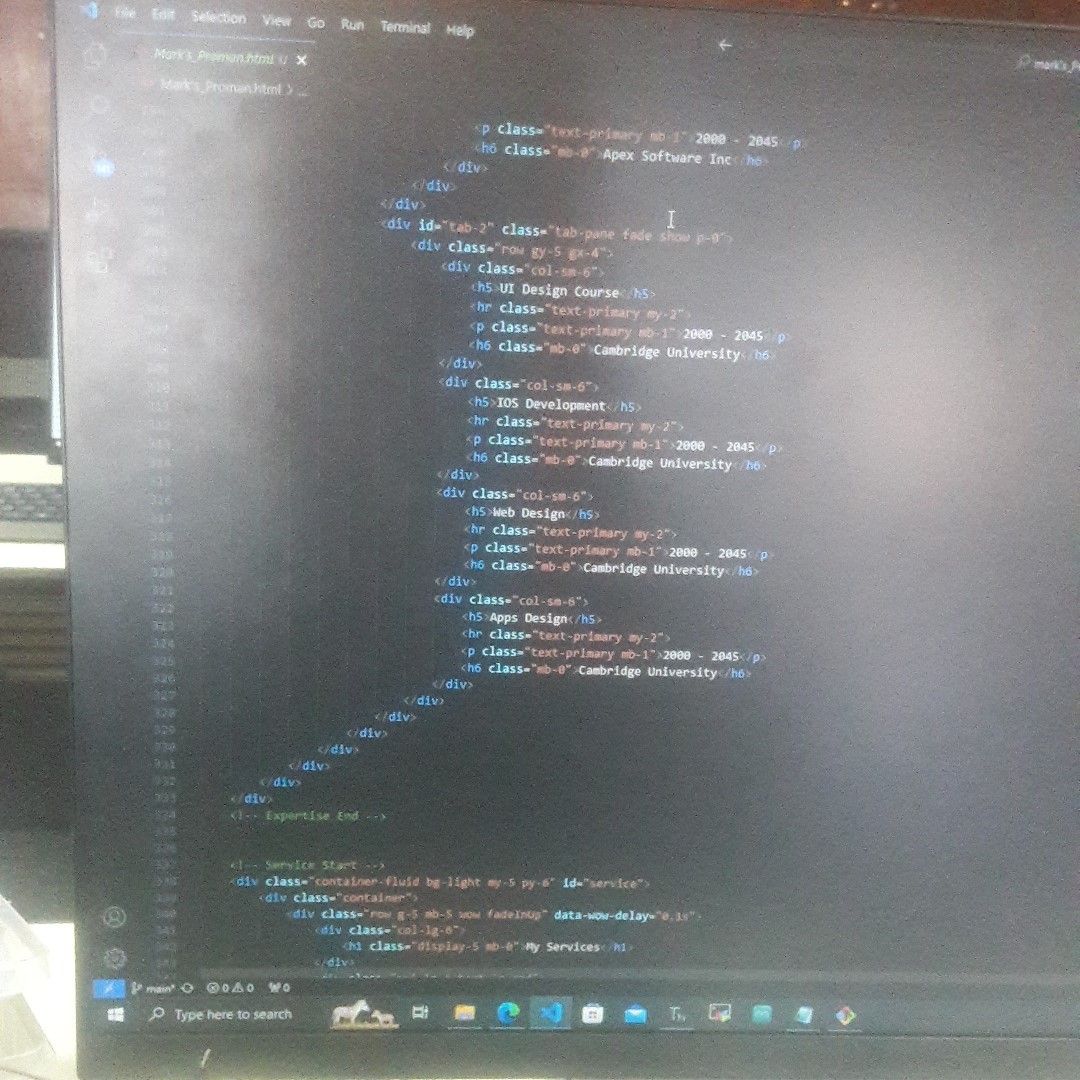 File Edit Selection View Go Run Terminal Help
Mark's_Proman.html U ×
Mark's_Proman.html > ...
<p class="text-primary mb-1">2000 - 2045</p>
<h6 class="mb-0">Apex Software Inc</h6>
</div>
</div>
</div>
<div id="tab-2" class="tab-pane fade show p-0">
<div class="row gy-5 gx-4">
<div class="col-sm-6">
<h5>UI Design Course</h5>
<hr class="text-primary my-2">
<p class="text-primary mb-1">2000 - 2045</p>
<h6 class="mb-0">Cambridge University</h6>
</div>
<div class="col-sm-6">
<h5>IOS Development</h5>
<hr class="text-primary my-2">
<p class="text-primary mb-1">2000 - 2045</p>
<h6 class="mb-0">Cambridge University</h6>
</div>
<div class="col-sm-6">
<h5>Web Design</h5>
<hr class="text-primary my-2">
<p class="text-primary mb-1">2000 - 2045</p>
<h6 class="mb-0">Cambridge University</h6>
</div>
<div class="col-sm-6">
<h5>Apps Design</h5>
<hr class="text-primary my-2">
<p class="text-primary mb-1">2000 - 2045</p>
<h6 class="mb-0">Cambridge University</h6>
</div>
</div>
</div>
</div>
</div>
</div>
</div>
</div>
<!-- Expertise End -->
<!-- Service Start -->
<div class="container-fluid bg-light my-5 py-6" id="service">
<div class="container">
<div class="row g-5 mb-5 wow fadeInUp" data-wow-delay="0.1s">
<div class="col-lg-6">
<h1 class="display-5 mb-0">My Services</h1>
</div>
main* 0 0 0
Type here to search